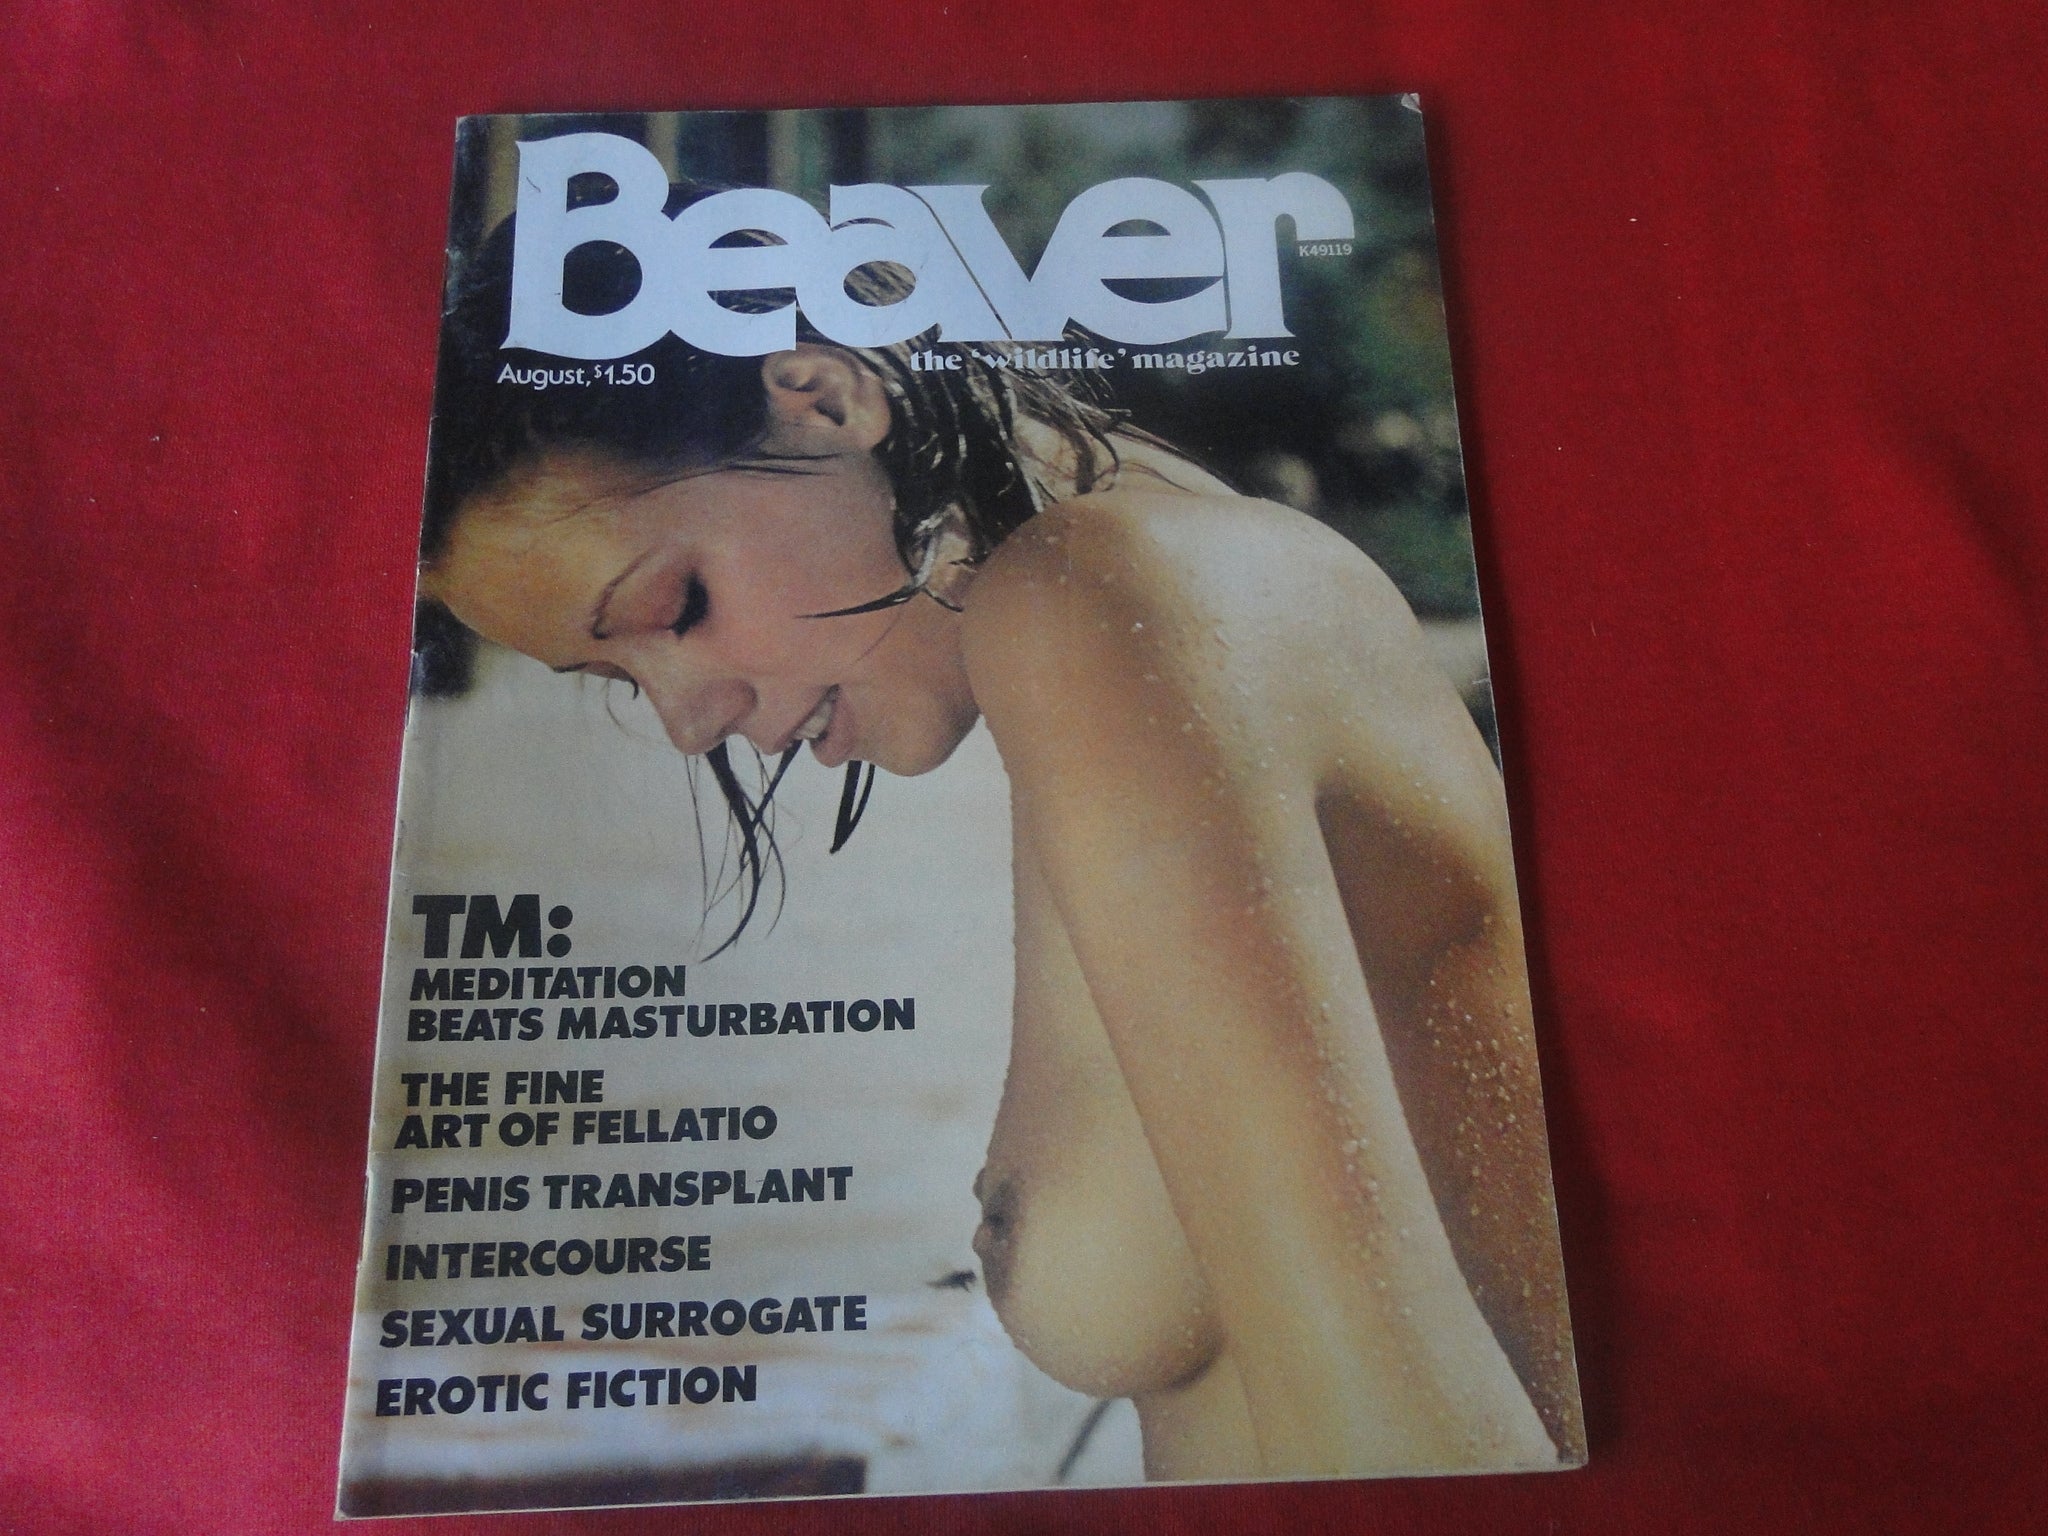 Beaver
K49119
the 'wildlife' magazine
August, $1.50
TM:
MEDITATION
BEATS MASTURBATION
THE FINE
ART OF FELLATIO
PENIS TRANSPLANT
INTERCOURSE
SEXUAL SURROGATE
EROTIC FICTION